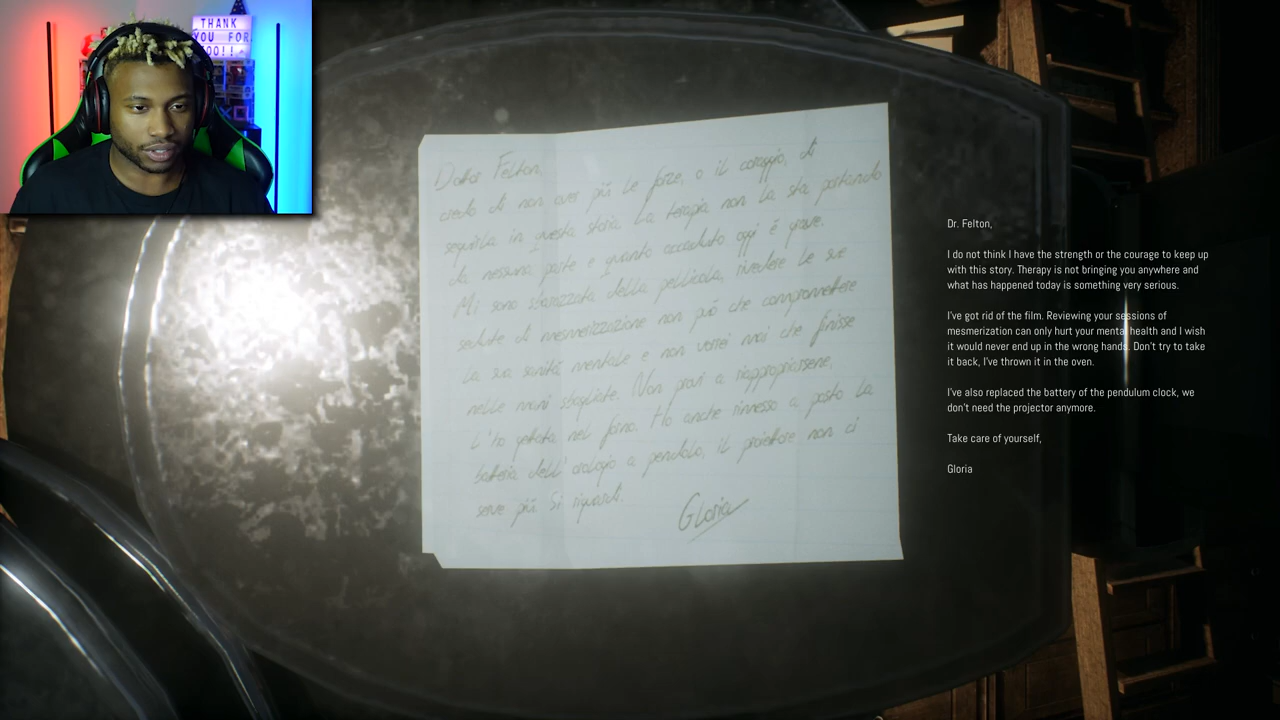 THANK
YOU FOR
Dottor Felton,
credo di non aver più le forze, o il coraggio, di
seguirla in questa storia. La terapia non la sta portando
da nessuna parte e quanto accaduto oggi è grave.
Mi sono sbarazzata della pellicola, rivedere le sue
sedute di mesmerizzazione non può che compromettere
la sua sanità mentale e non vorrei mai che finisse
nelle mani sbagliate. Non provi a riappropriarsene,
l'ho gettata nel forno. Ho anche rimesso a posto la
batteria dell'orologio a pendolo, il proiettore non ci
serve più. Si riguardi.
Gloria
Dr. Felton,
I do not think I have the strength or the courage to keep up
with this story. Therapy is not bringing you anywhere and
what has happened today is something very serious.
I've got rid of the film. Reviewing your sessions of
mesmerization can only hurt your mental health and I wish
it would never end up in the wrong hands. Don't try to take
it back, I've thrown it in the oven.
I've also replaced the battery of the pendulum clock, we
don't need the projector anymore.
Take care of yourself,
Gloria